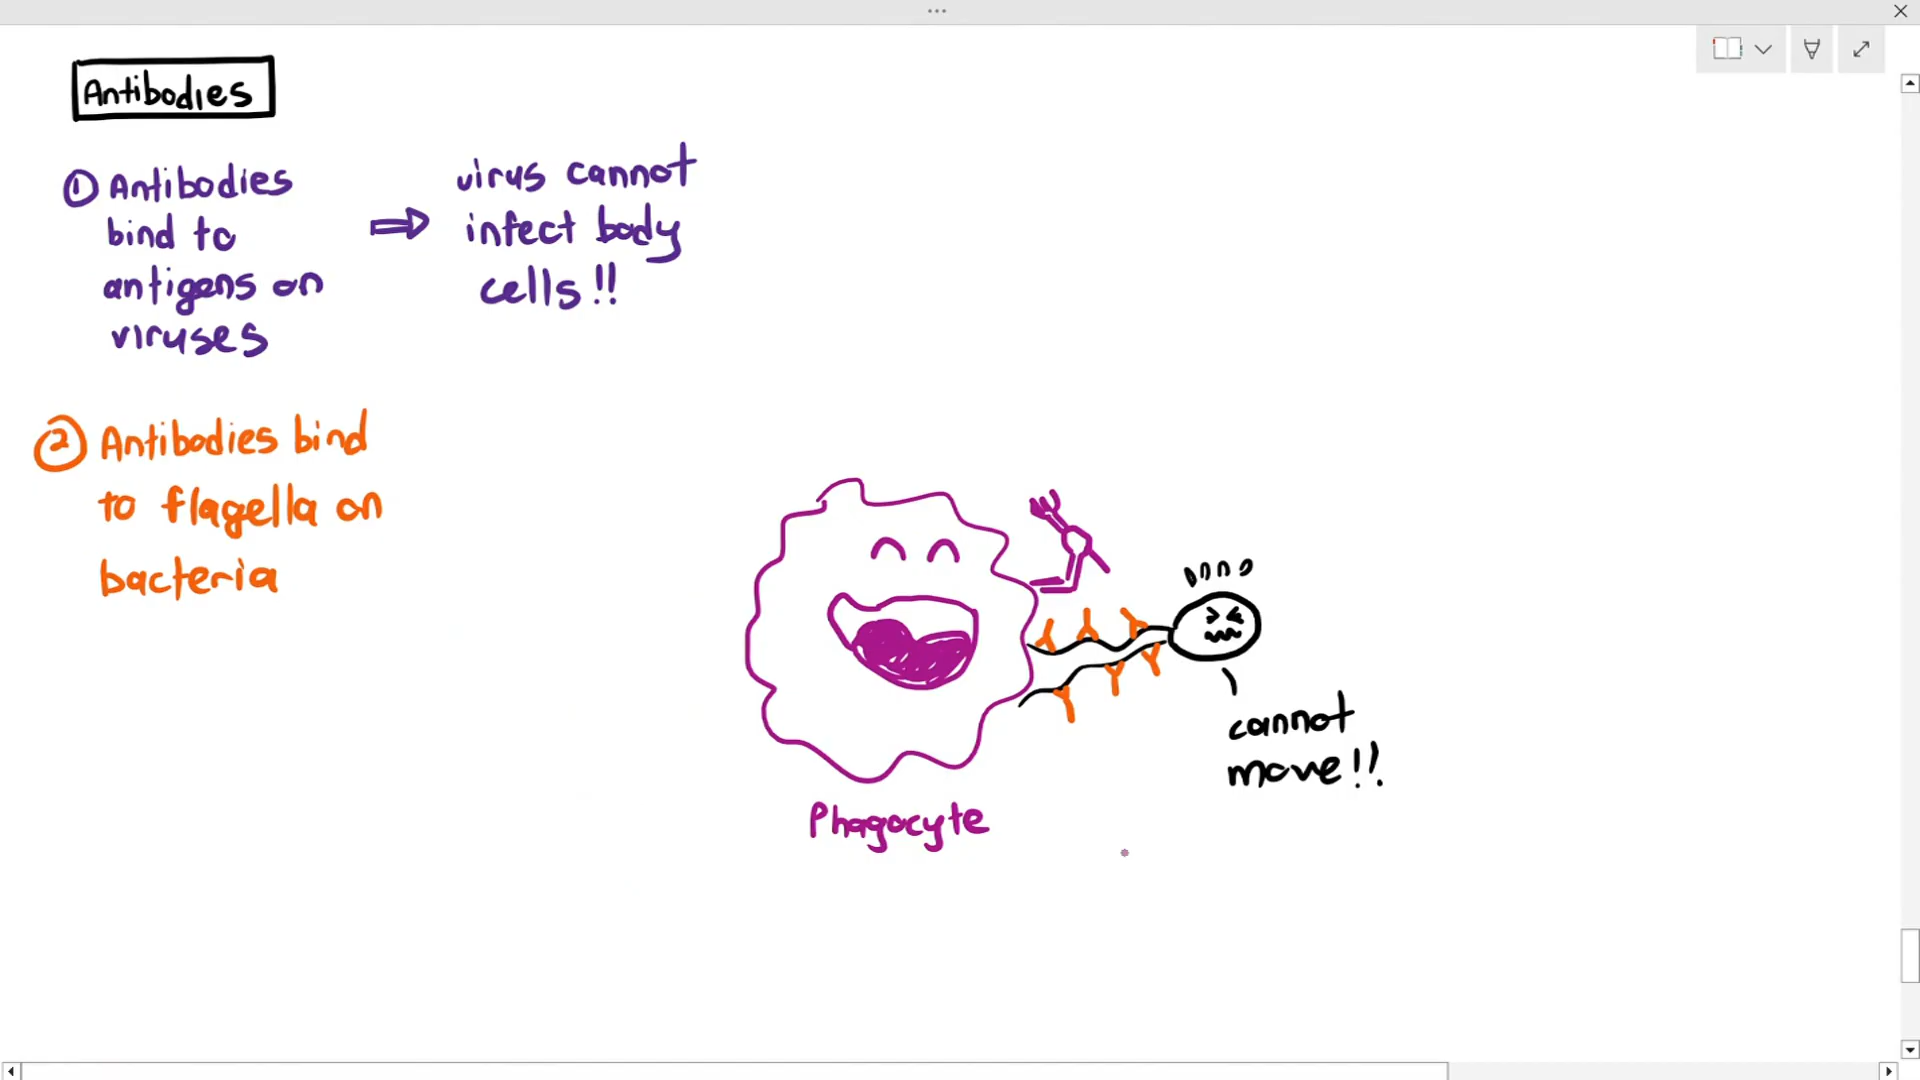 Antibodies
① Antibodies
bind to
antigens on
viruses
⇒
virus cannot
infect body
cells!!
② Antibodies bind
to flagella on
bacteria
cannot
move!!
Phagocyte